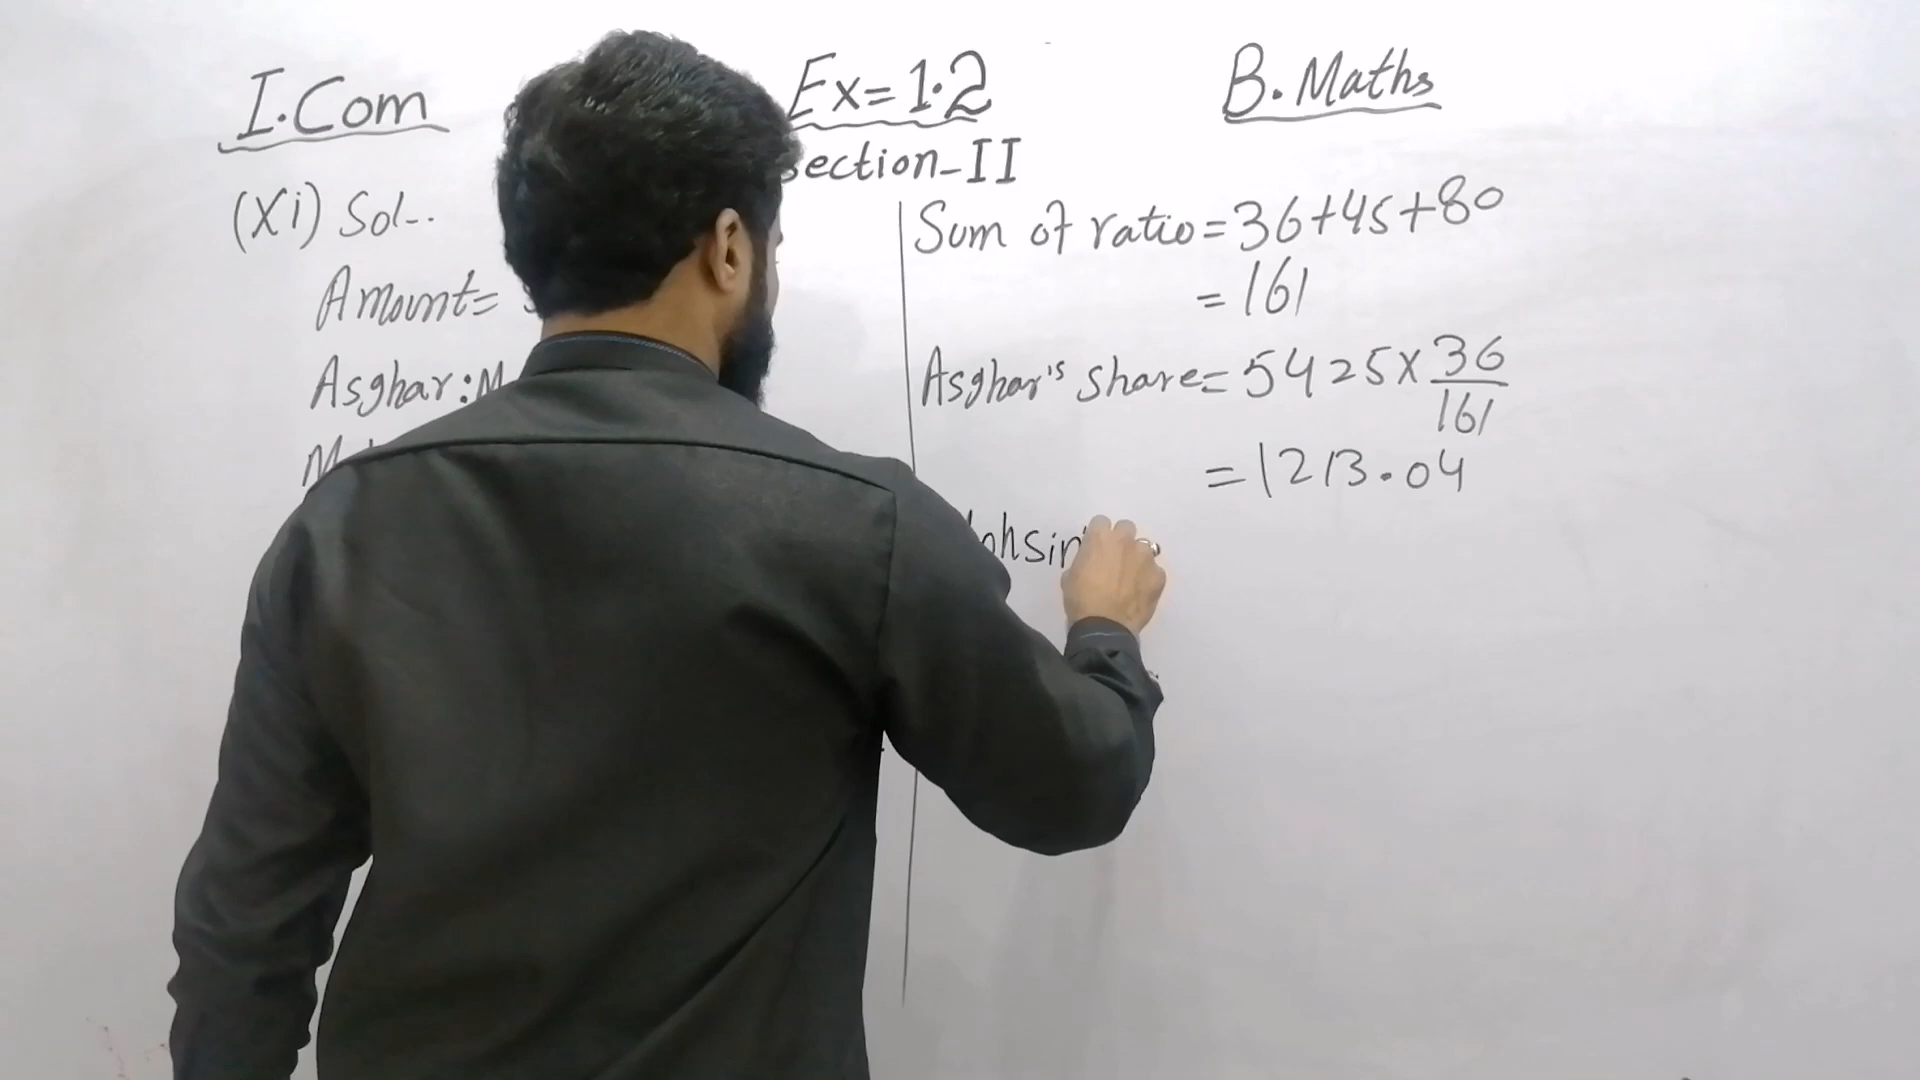 I.Com Ex=1.2 B.Maths
section-II
(Xi) Sol-..
Amount=
Asghar:M
Sum of ratio=36+45+80
=161
Asghar's share=5425×36/161
=1213.04
ohsin